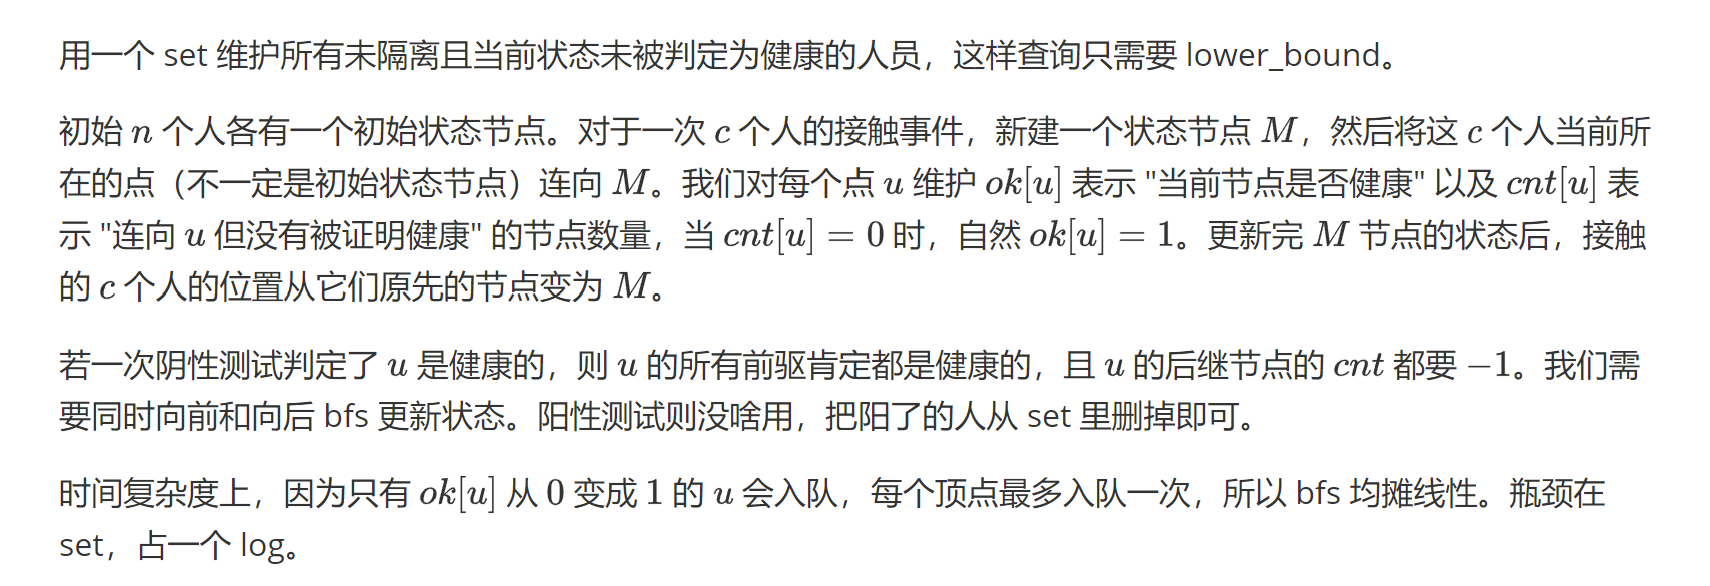 用一个 set 维护所有未隔离且当前状态未被判定为健康的人员，这样查询只需要 lower_bound。
初始 n 个人各有一个初始状态节点。对于一次 c 个人的接触事件，新建一个状态节点 M，然后将这 c 个人当前所
在的点（不一定是初始状态节点）连向 M。我们对每个点 u 维护 ok[u] 表示 "当前节点是否健康" 以及 cnt[u] 表
示 "连向 u 但没有被证明健康" 的节点数量，当 cnt[u] = 0 时，自然 ok[u] = 1。更新完 M 节点的状态后，接触
的 c 个人的位置从它们原先的节点变为 M。
若一次阴性测试判定了 u 是健康的，则 u 的所有前驱肯定都是健康的，且 u 的后继节点的 cnt 都要 −1。我们需
要同时向前和向后 bfs 更新状态。阳性测试则没啥用，把阳了的人从 set 里删掉即可。
时间复杂度上，因为只有 ok[u] 从 0 变成 1 的 u 会入队，每个顶点最多入队一次，所以 bfs 均摊线性。瓶颈在
set，占一个 log。